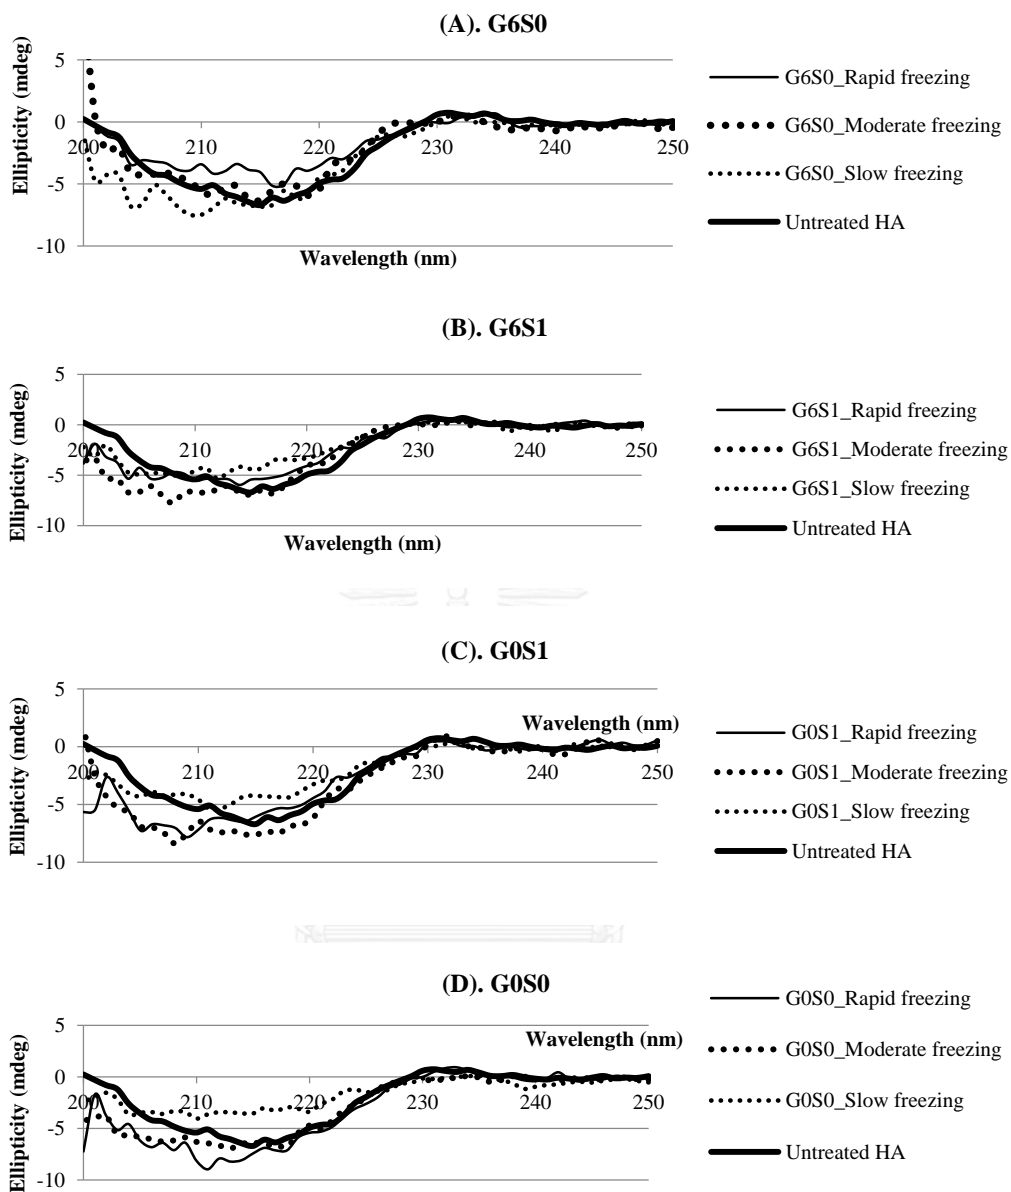 (A). G6S0
Ellipticity (mdeg)
5
0
-5
-10
200
210
220
230
240
250
Wavelength (nm)
G6S0_Rapid freezing
G6S0_Moderate freezing
G6S0_Slow freezing
Untreated HA
(B). G6S1
Ellipticity (mdeg)
5
0
-5
-10
200
210
220
230
240
250
Wavelength (nm)
G6S1_Rapid freezing
G6S1_Moderate freezing
G6S1_Slow freezing
Untreated HA
(C). G0S1
Ellipticity (mdeg)
5
0
-5
-10
200
210
220
230
240
250
Wavelength (nm)
G0S1_Rapid freezing
G0S1_Moderate freezing
G0S1_Slow freezing
Untreated HA
(D). G0S0
Ellipticity (mdeg)
5
0
-5
-10
200
210
220
230
240
250
Wavelength (nm)
G0S0_Rapid freezing
G0S0_Moderate freezing
G0S0_Slow freezing
Untreated HA